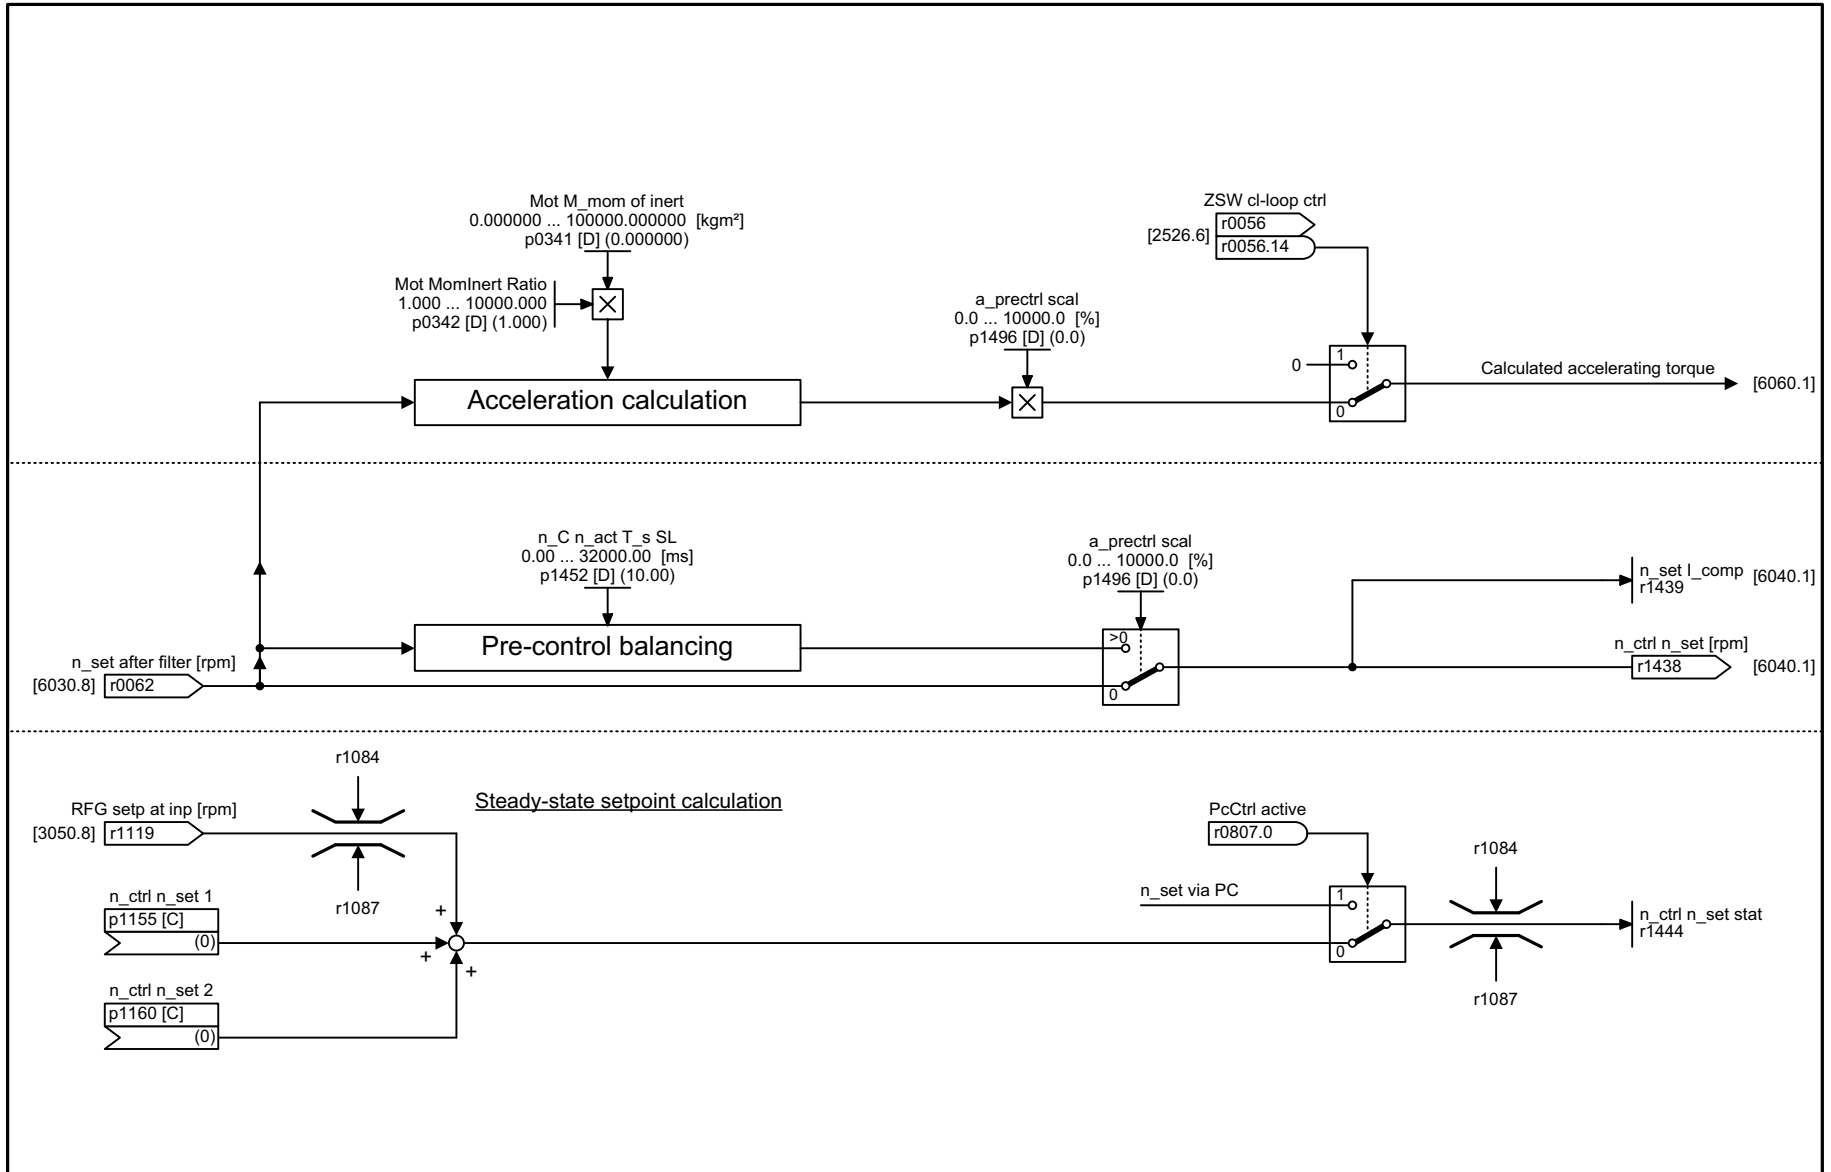 Mot M_mom of inert
0.000000 ... 100000.000000 [kgm²]
p0341 [D] (0.000000)
Mot MomInert Ratio
1.000 ... 10000.000
p0342 [D] (1.000)
a_prectrl scal
0.0 ... 10000.0 [%]
p1496 [D] (0.0)
ZSW cl-loop ctrl
r0056
[2526.6]
r0056.14
1
0
0
Acceleration calculation
Calculated accelerating torque
[6060.1]
n_C n_act T_s SL
0.00 ... 32000.00 [ms]
p1452 [D] (10.00)
a_prectrl scal
0.0 ... 10000.0 [%]
p1496 [D] (0.0)
Pre-control balancing
>0
0
n_set after filter [rpm]
[6030.8] r0062
n_set I_comp [6040.1]
r1439
n_ctrl n_set [rpm]
r1438 [6040.1]
r1084
Steady-state setpoint calculation
RFG setp at inp [rpm]
[3050.8] r1119
r1087
n_ctrl n_set 1
p1155 [C]
(0)
+
+
+
n_ctrl n_set 2
p1160 [C]
(0)
PcCtrl active
r0807.0
n_set via PC
1
0
r1084
r1087
n_ctrl n_set stat
r1444